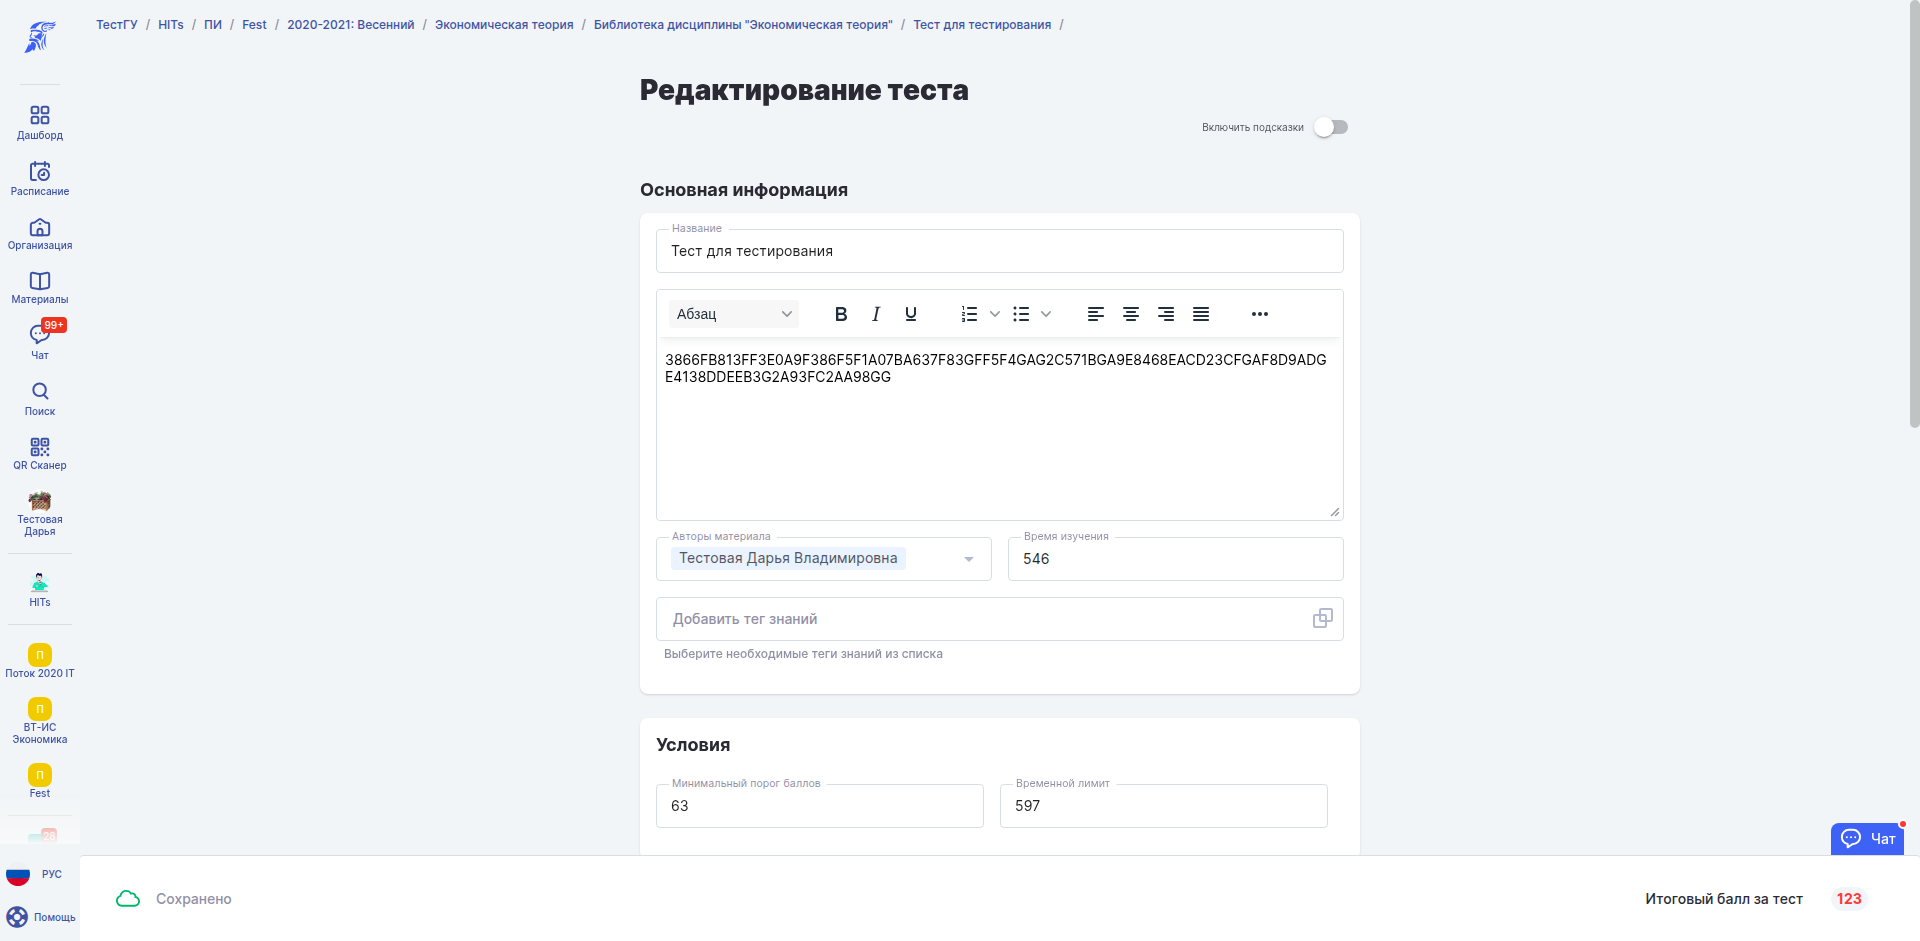 ТестГУ / HITs / ПИ / Fest / 2020-2021: Весенний / Экономическая теория / Библиотека дисциплины "Экономическая теория" / Тест для тестирования /
Дашборд
Расписание
Организация
Материалы
99+
Чат
Поиск
QR Сканер
Тестовая
Дарья
HITs
П
Поток 2020 IT
П
ВТ-ИС
Экономика
П
Fest
28
РУС
Помощь
Редактирование теста
Включить подсказки
Основная информация
Название
Тест для тестирования
Абзац
B I U
3866FB813FF3E0A9F386F5F1A07BA637F83GFF5F4GAG2C571BGA9E8468EACD23CFGAF8D9ADG
E4138DDEEB3G2A93FC2AA98GG
Авторы материала
Тестовая Дарья Владимировна
Время изучения
546
Добавить тег знаний
Выберите необходимые теги знаний из списка
Условия
Минимальный порог баллов
63
Временной лимит
597
Чат
Сохранено
Итоговый балл за тест 123